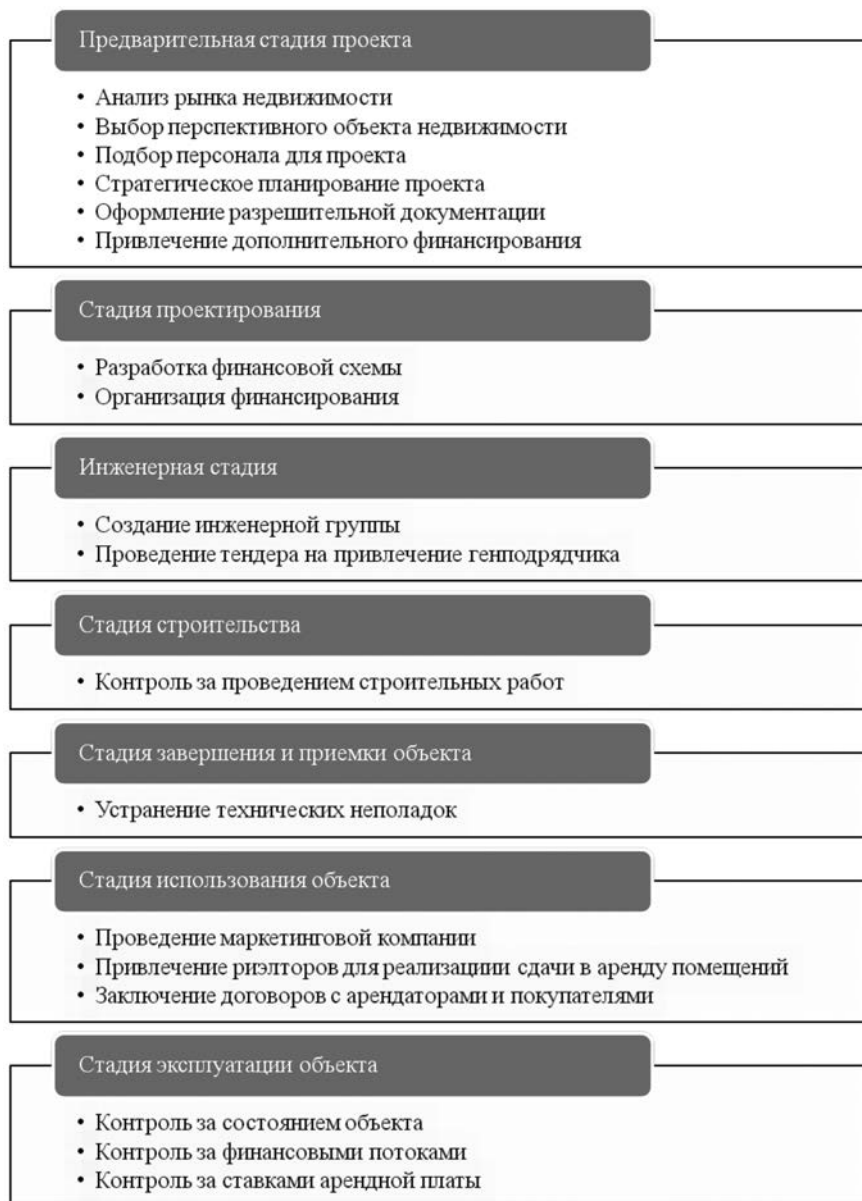 Предварительная стадия проекта
• Анализ рынка недвижимости
• Выбор перспективного объекта недвижимости
• Подбор персонала для проекта
• Стратегическое планирование проекта
• Оформление разрешительной документации
• Привлечение дополнительного финансирования
Стадия проектирования
• Разработка финансовой схемы
• Организация финансирования
Инженерная стадия
• Создание инженерной группы
• Проведение тендера на привлечение генподрядчика
Стадия строительства
• Контроль за проведением строительных работ
Стадия завершения и приемки объекта
• Устранение технических неполадок
Стадия использования объекта
• Проведение маркетинговой компании
• Привлечение риэлторов для реализациии сдачи в аренду помещений
• Заключение договоров с арендаторами и покупателями
Стадия эксплуатации объекта
• Контроль за состоянием объекта
• Контроль за финансовыми потоками
• Контроль за ставками арендной платы